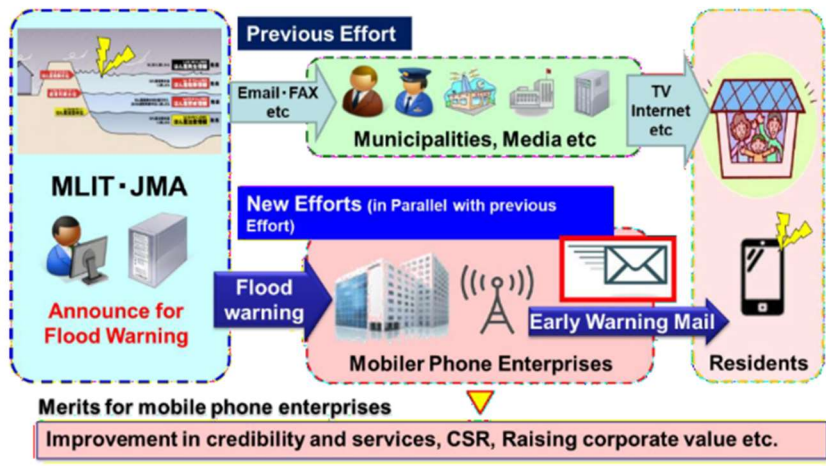 Previous Effort
Email・FAX
etc
Municipalities, Media etc
TV
Internet
etc
MLIT・JMA
Announce for
Flood Warning
New Efforts (in Parallel with previous
Effort)
Flood
warning
Early Warning Mail
Mobiler Phone Enterprises
Residents
Merits for mobile phone enterprises
Improvement in credibility and services, CSR, Raising corporate value etc.